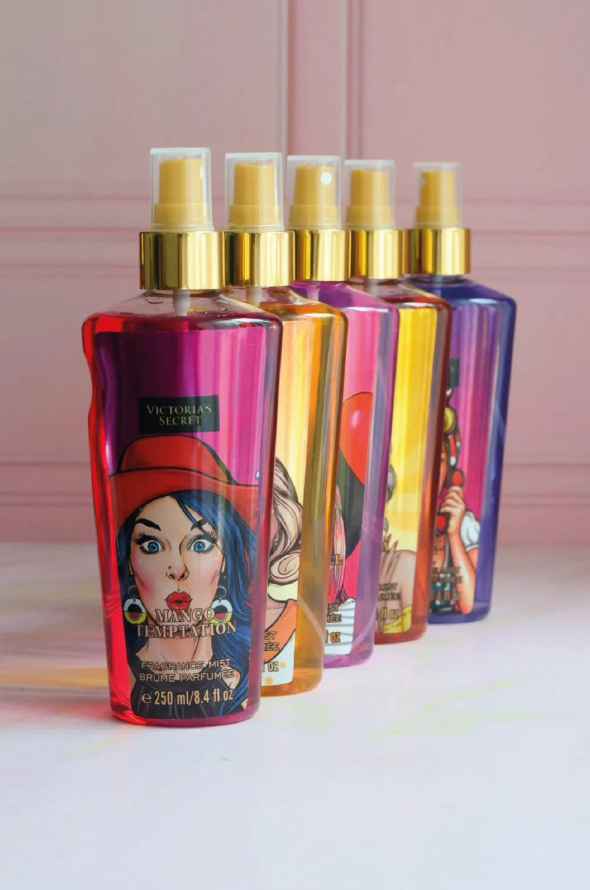 VICTORIA'S
SECRET
MANGO
TEMPTATION
FRAGRANCE MIST
BRUME PARFUMÉE
℮ 250 ml/8.4 fl oz